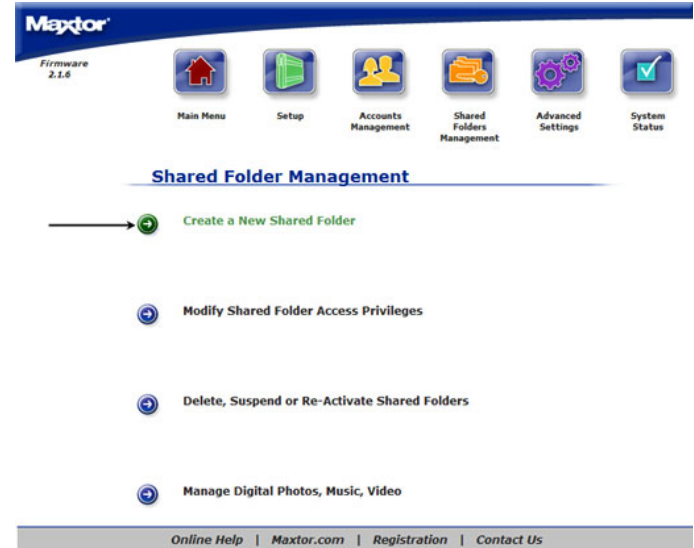 Maxtor
Firmware
2.1.6
Main Menu
Setup
Accounts
Management
Shared
Folders
Management
Advanced
Settings
System
Status
Shared Folder Management
Create a New Shared Folder
Modify Shared Folder Access Privileges
Delete, Suspend or Re-Activate Shared Folders
Manage Digital Photos, Music, Video
Online Help | Maxtor.com | Registration | Contact Us